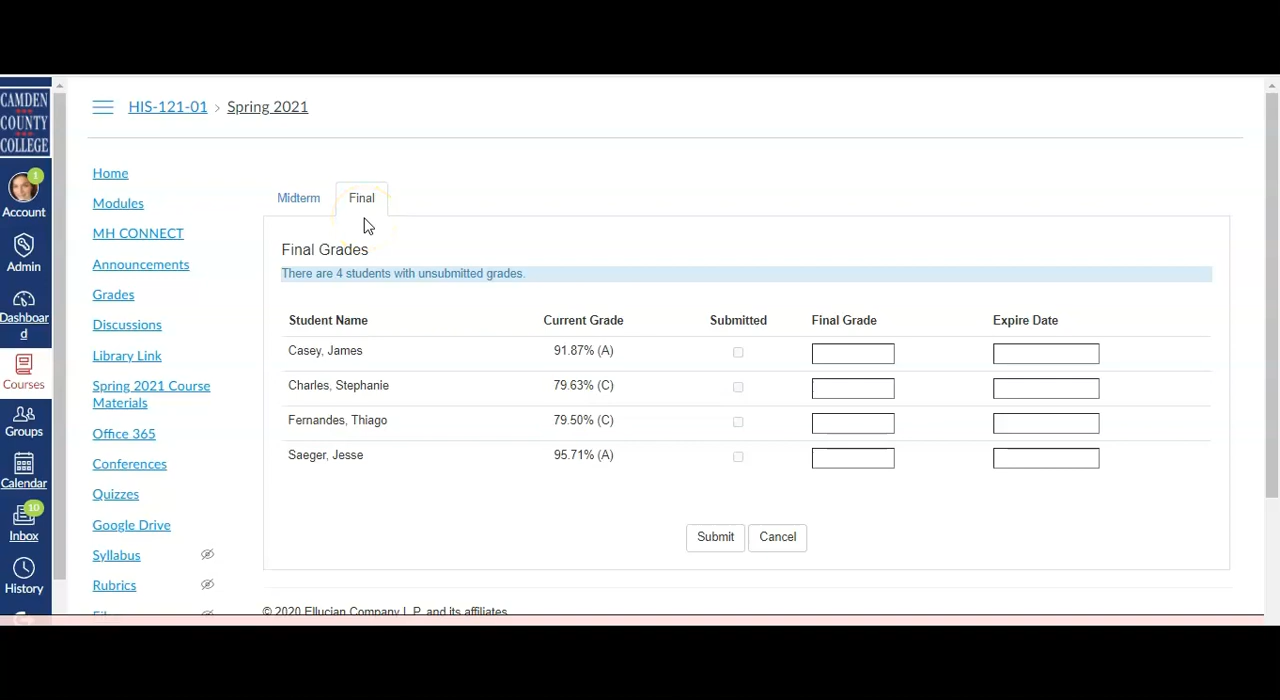 CAMDEN
COUNTY
COLLEGE
1
Account
Admin
Dashboar
d
Courses
Groups
Calendar
10
Inbox
History
HIS-121-01 > Spring 2021
Home
Modules
MH CONNECT
Announcements
Grades
Discussions
Library Link
Spring 2021 Course
Materials
Office 365
Conferences
Quizzes
Google Drive
Syllabus
Rubrics
Midterm Final
Final Grades
There are 4 students with unsubmitted grades.
Student Name Current Grade Submitted Final Grade Expire Date
Casey, James 91.87% (A)
Charles, Stephanie 79.63% (C)
Fernandes, Thiago 79.50% (C)
Saeger, Jesse 95.71% (A)
Submit Cancel
© 2020 Ellucian Company L.P. and its affiliates.